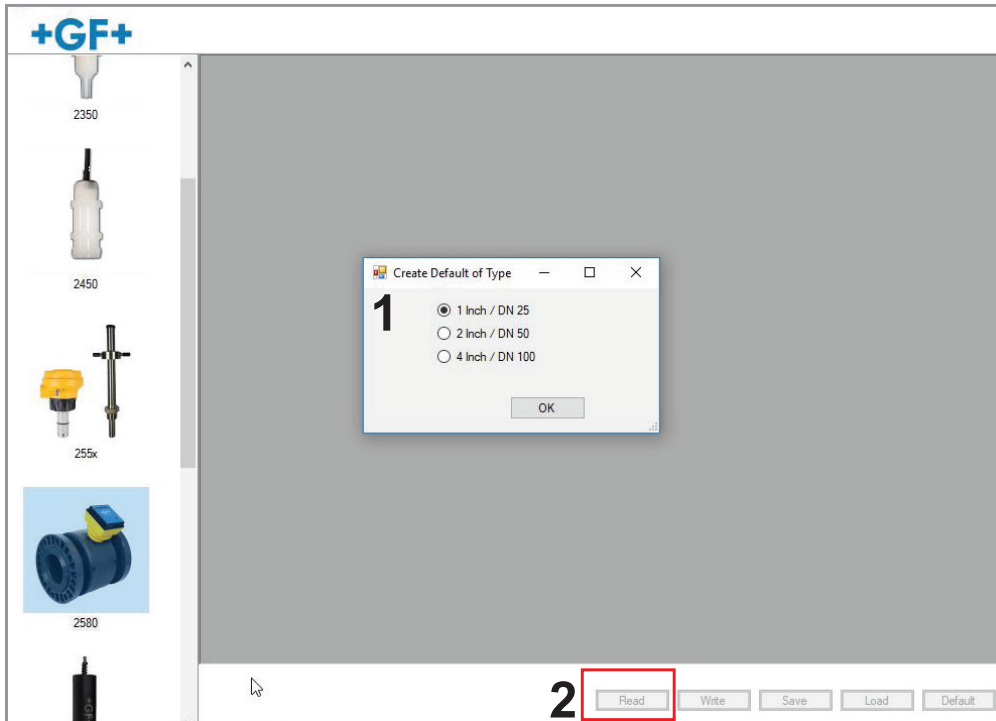 +GF+
2350
2450
255x
2580
+GF
Create Default of Type
1
1 Inch / DN 25
2 Inch / DN 50
4 Inch / DN 100
OK
2
Read
Write
Save
Load
Default